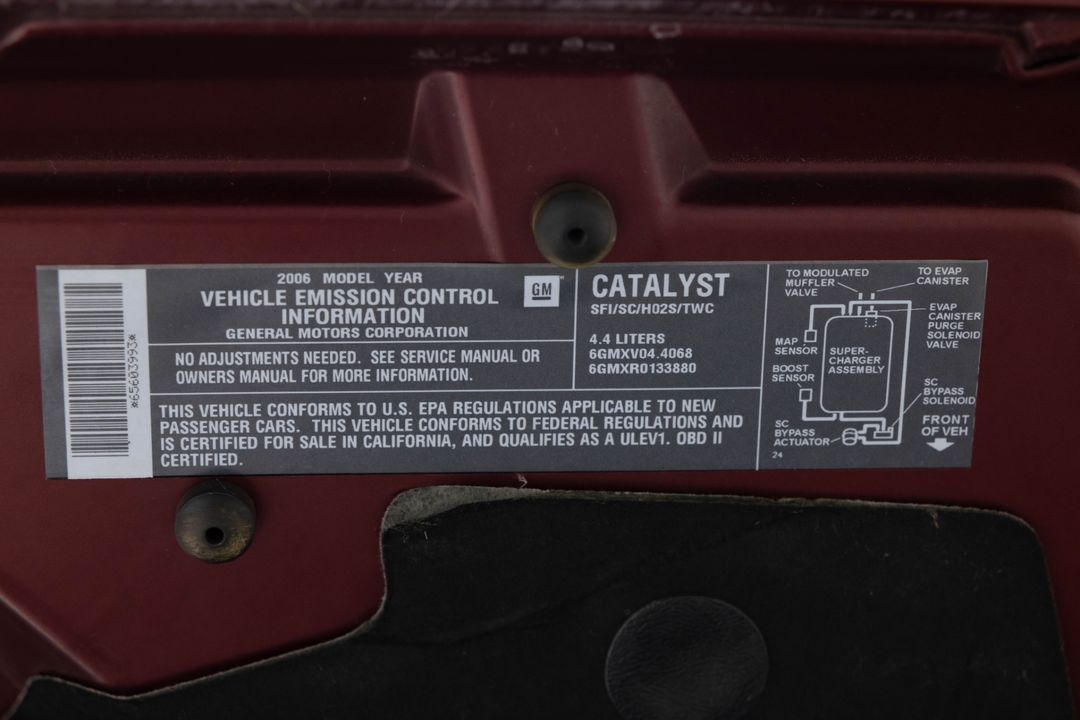 *65603993*
2006 MODEL YEAR
VEHICLE EMISSION CONTROL
INFORMATION
GENERAL MOTORS CORPORATION
GM
NO ADJUSTMENTS NEEDED. SEE SERVICE MANUAL OR
OWNERS MANUAL FOR MORE INFORMATION.
CATALYST
SFI/SC/HO2S/TWC
4.4 LITERS
6GMXV04.4068
6GMXR0133880
THIS VEHICLE CONFORMS TO U.S. EPA REGULATIONS APPLICABLE TO NEW
PASSENGER CARS. THIS VEHICLE CONFORMS TO FEDERAL REGULATIONS AND
IS CERTIFIED FOR SALE IN CALIFORNIA, AND QUALIFIES AS A ULEV1. OBD II
CERTIFIED.
TO MODULATED
MUFFLER
VALVE
TO EVAP
CANISTER
EVAP
CANISTER
PURGE
SOLENOID
VALVE
MAP
SENSOR
SUPER-
CHARGER
ASSEMBLY
BOOST
SENSOR
SC
BYPASS
SOLENOID
SC
BYPASS
ACTUATOR
FRONT
OF VEH
24